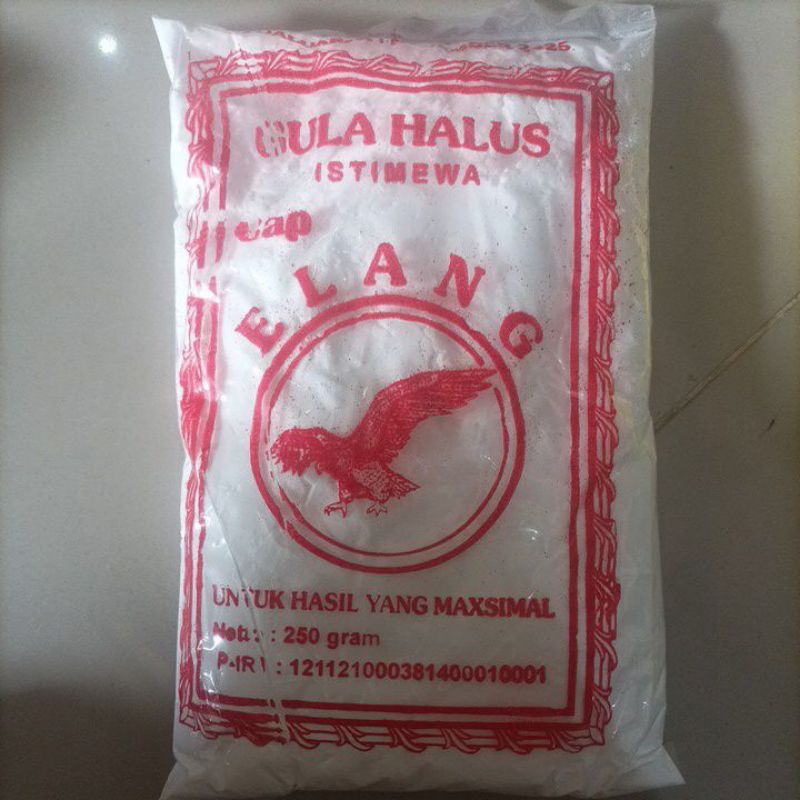 GULA HALUS
ISTIMEWA
Cap
ELANG
UNTUK HASIL YANG MAXSIMAL
Netto : 250 gram
P-IRT : 121121000381400010001